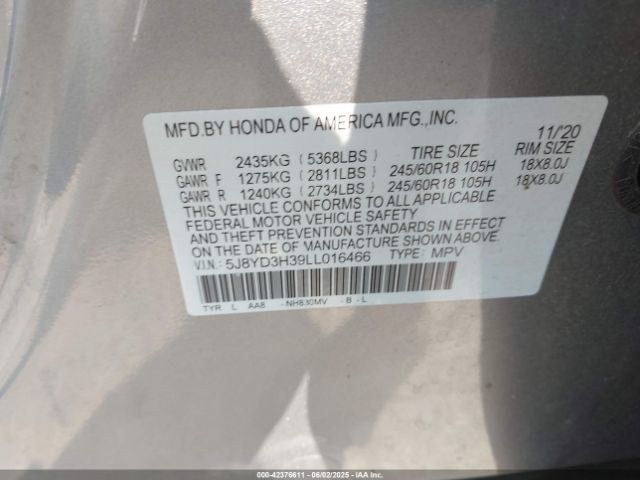 MFD.BY HONDA OF AMERICA MFG.,INC.
11/'20
GVWR 2435KG (5368LBS) TIRE SIZE RIM SIZE
GAWR F 1275KG (2811LBS) 245/60R18 105H 18X8.0J
GAWR R 1240KG (2734LBS) 245/60R18 105H 18X8.0J
THIS VEHICLE CONFORMS TO ALL APPLICABLE
FEDERAL MOTOR VEHICLE SAFETY
AND THEFT PREVENTION STANDARDS IN EFFECT
ON THE DATE OF MANUFACTURE SHOWN ABOVE.
V.I.N.: 5J8YD3H39LL016466 TYPE: MPV
TYR L AA8 -NH830MV -B -L
000-42376611 - 06/02/2025 - IAAI.COM